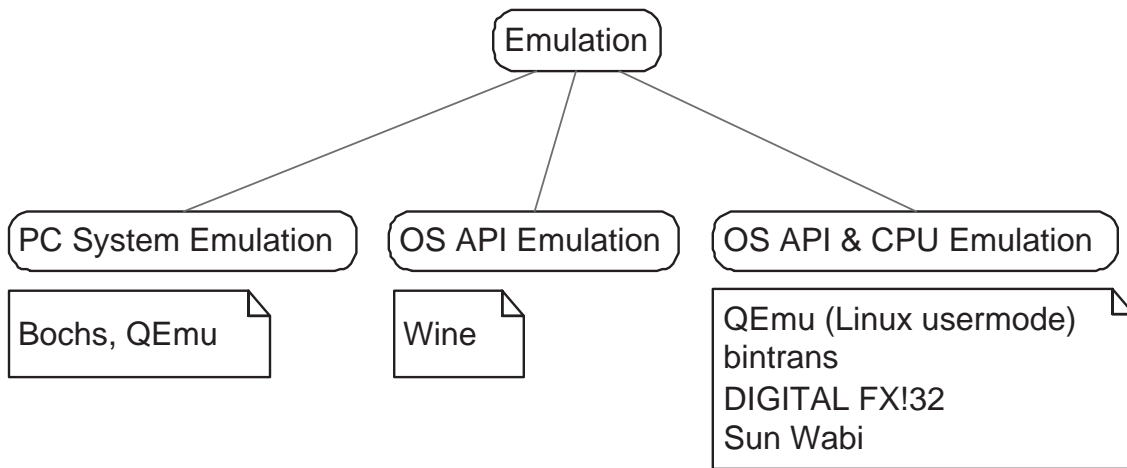 Emulation
PC System Emulation
OS API Emulation
OS API & CPU Emulation
Bochs, QEmu
Wine
QEmu (Linux usermode)
bintrans
DIGITAL FX!32
Sun Wabi